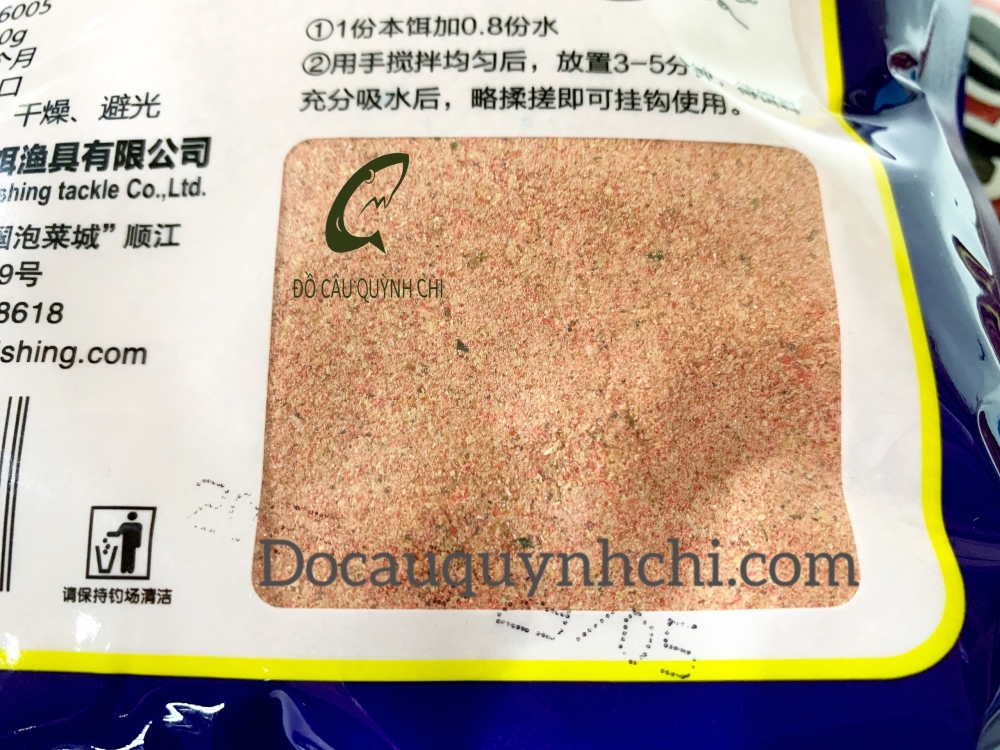 6005
0g
个月
口
干燥、避光
饵渔具有限公司
shing tackle Co.,Ltd.
泡菜城”顺江
9号
8618
shing.com
请保持钓场清洁
①1份本饵加0.8份水
②用手搅拌均匀后，放置3-5分
充分吸水后，略揉搓即可挂钩使用。
ĐỒ CÂU QUỲNH CHI
Docauquynhchi.com